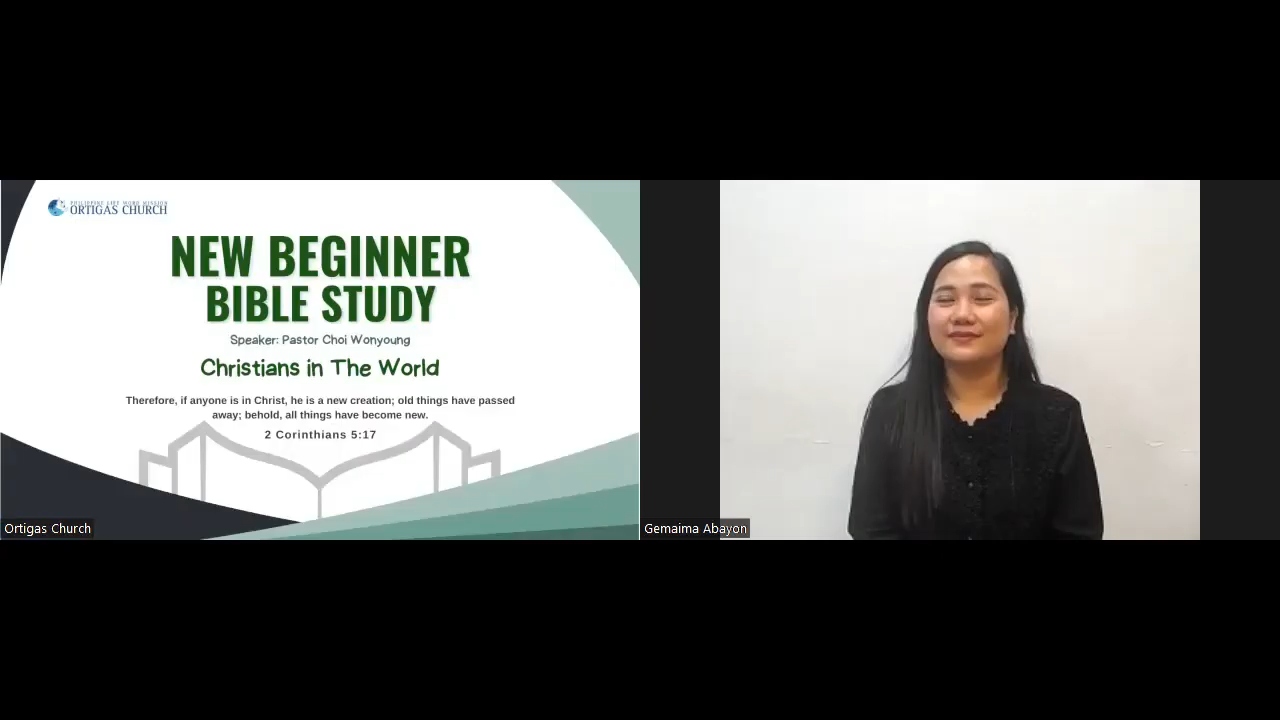 PHILIPPINE LIFE WORD MISSION
ORTIGAS CHURCH
NEW BEGINNER
BIBLE STUDY
Speaker: Pastor Choi Wonyoung
Christians in The World
Therefore, if anyone is in Christ, he is a new creation; old things have passed
away; behold, all things have become new.
2 Corinthians 5:17
Ortigas Church
Gemaima Abayon